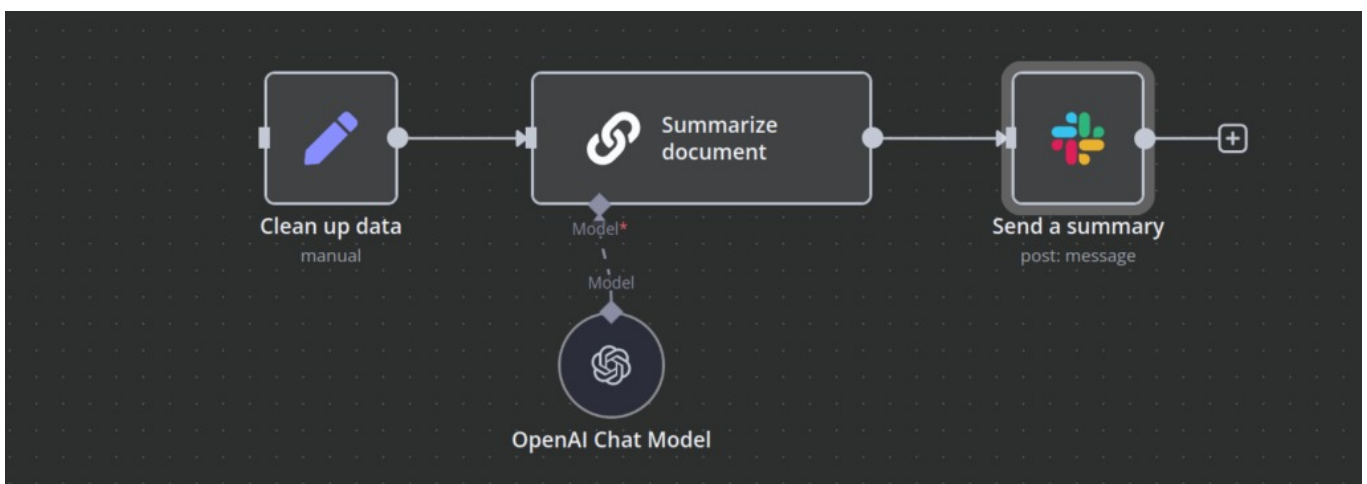 Summarize
document
Clean up data
manual
Model*
Send a summary
post: message
Model
OpenAI Chat Model